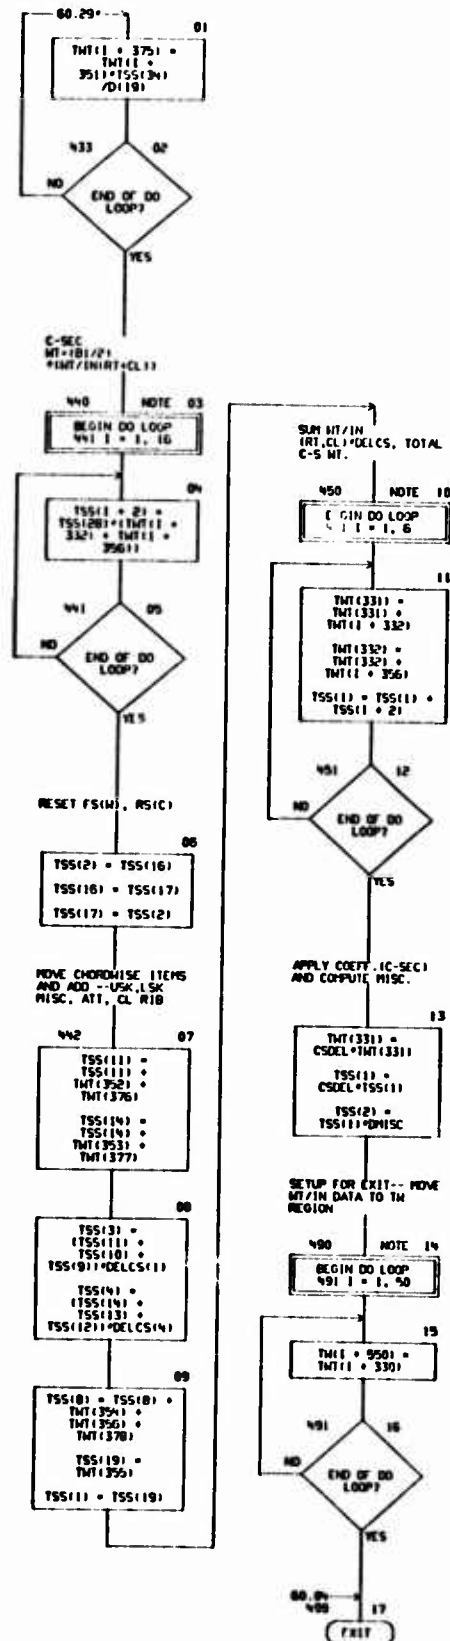 60.29*
01
TWT(I + 375) =
TWT(I +
351)*TSS(34)
/D(19)
433 02
NO
END OF DO
LOOP?
YES
C-SEC
WT=(B1/2)
*(WT/IN(RT+CL))
440 NOTE 03
BEGIN DO LOOP
441 I = 1, 16
04
TSS(I + 2) =
TSS(28)*(TWT(I +
332) + TWT(I +
356))
441 05
NO
END OF DO
LOOP?
YES
RESET FS(W), RS(C)
06
TSS(2) = TSS(16)
TSS(16) = TSS(17)
TSS(17) = TSS(2)
MOVE CHORDWISE ITEMS
AND ADD --USK,LSK
MISC, ATT, CL RIB
442 07
TSS(11) =
TSS(11) +
TWT(352) +
TWT(376)
TSS(14) =
TSS(14) +
TWT(353) +
TWT(377)
08
TSS(3) =
(TSS(11) +
TSS(10) +
TSS(9))*DELCS(1)
TSS(4) =
(TSS(14) +
TSS(13) +
TSS(12))*DELCS(4)
09
TSS(8) = TSS(8) +
TWT(354) +
TWT(356) +
TWT(378)
TSS(19) =
TWT(355)
TSS(1) = TSS(19)
SUM WT/IN
(RT,CL)*DELCS, TOTAL
C-S WT.
450 NOTE 10
GIN DO LOOP
I = 1, 6
11
TWT(331) =
TWT(331) +
TWT(I + 332)
TWT(332) =
TWT(332) +
TWT(I + 356)
TSS(1) = TSS(1) +
TSS(I + 2)
451 12
NO
END OF DO
LOOP?
YES
APPLY COEFF.(C-SEC)
AND COMPUTE MISC.
13
TWT(331) =
CSDEL*TWT(331)
TSS(1) =
CSDEL*TSS(1)
TSS(2) =
TSS(1)*DMISC
SETUP FOR EXIT-- MOVE
WT/IN DATA TO TW
REGION
490 NOTE 14
BEGIN DO LOOP
491 I = 1, 50
15
TW(I + 550) =
TWT(I + 330)
491 16
NO
END OF DO
LOOP?
YES
17
EXIT